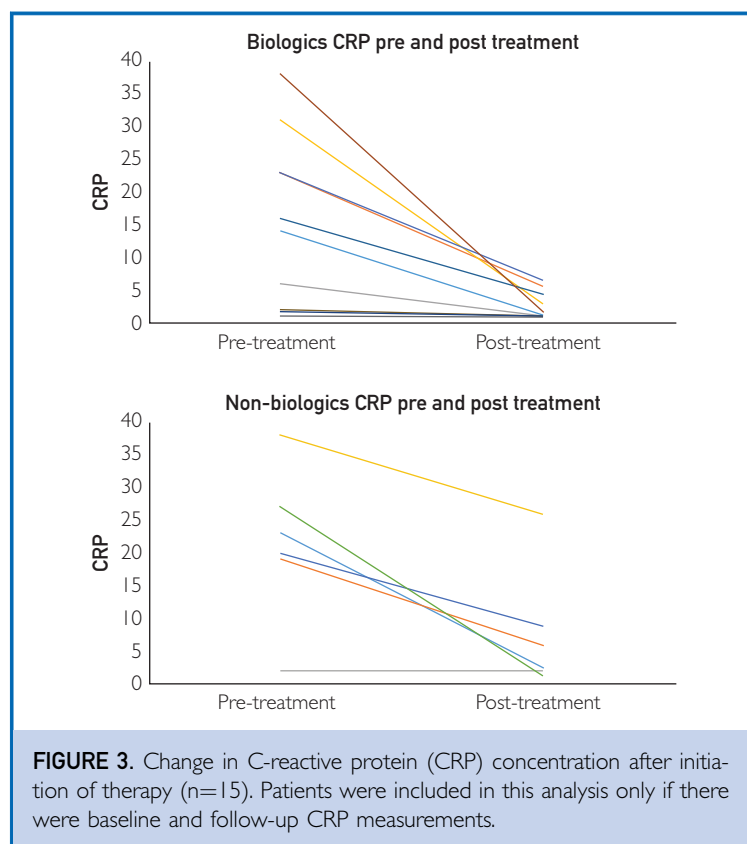 Biologics CRP pre and post treatment
40
35
30
25
20
15
10
5
0
CRP
Pre-treatment Post-treatment
Non-biologics CRP pre and post treatment
40
35
30
25
20
15
10
5
0
CRP
Pre-treatment Post-treatment
FIGURE 3. Change in C-reactive protein (CRP) concentration after initia-
tion of therapy (n=15). Patients were included in this analysis only if there
were baseline and follow-up CRP measurements.